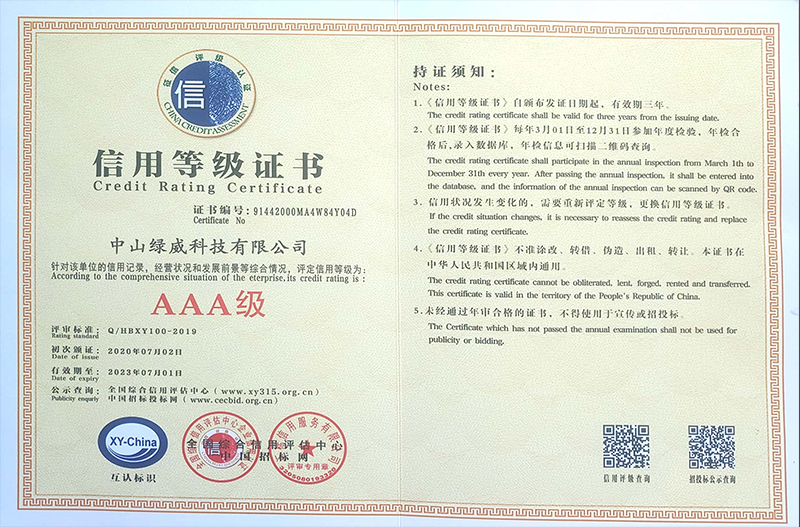 征信 评级 认证
信
CHINA CREDIT ASSESSMENT
信用等级证书
Credit Rating Certificate
证书编号: 91442000MA4W84Y04D
Certificate No
中山绿威科技有限公司
针对该单位的信用记录，经营状况和发展前景等综合情况，评定信用等级为:
According to the comprehensive situation of the eterprise,its credit rating is :
AAA级
评审标准: Q/HBXY100-2019
Rating standard
初次颁证: 2020年07月02日
Date of issue
有效期至: 2023年07月01日
Date of expiry
公示查询: 全国综合信用评估中心 ( www.xy315.org.cn )
Publicity enquriy 中国招标投标网 ( www.cecbid.org.cn )
XY-China
互认标识
全国综合信用评估中心
中国招标网
信
评审专用章
持证须知:
Notes:
1.《信用等级证书》自颁布发证日期起，有效期三年。
The credit rating certificate shall be valid for three years from the issuing date.
2.《信用等级证书》每年3月01日至12月31日参加年度检验，年检合
格后,录入数据库，年检信息可扫描二维码查询。
The credit rating certificate shall participate in the annual inspection from March 1th to
December 31th every year. After passing the annual inspection, it shall be entered into
the database, and the information of the annual inspection can be scanned by QR code.
3. 信用状况发生变化的，需要重新评定等级，更换信用等级证书。
If the credit situation changes, it is necessary to reassess the credit rating and replace
the credit rating certificate.
4.《信用等级证书》不准涂改、转借、伪造、出租、转让。本证书在
中华人民共和国区域内通用。
The credit rating certificate cannot be obliterated, lent, forged, rented and transferred.
This certificate is valid in the territory of the People's Republic of China.
5.未经通过年审合格的证书，不得使用于宣传或招投标。
The Certificate which has not passed the annual examination shall not be used for
publicity or bidding.
信用评级查询
招投标公示查询